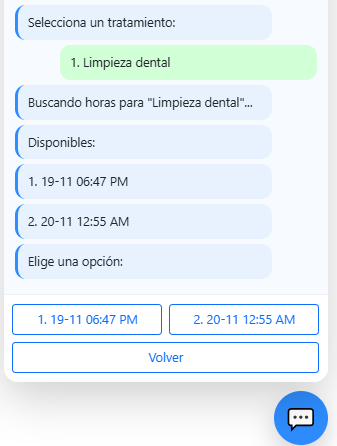 Selecciona un tratamiento:
1. Limpieza dental
Buscando horas para "Limpieza dental"...
Disponibles:
1. 19-11 06:47 PM
2. 20-11 12:55 AM
Elige una opción:
1. 19-11 06:47 PM
2. 20-11 12:55 AM
Volver